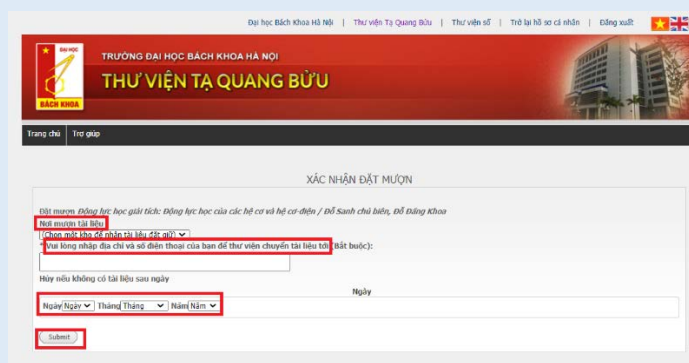 Đại học Bách Khoa Hà Nội | Thư viện Tạ Quang Bửu | Thư viện số | Trở lại hồ sơ cá nhân | Đăng xuất
ĐẠI HỌC
BÁCH KHOA
TRƯỜNG ĐẠI HỌC BÁCH KHOA HÀ NỘI
THƯ VIỆN TẠ QUANG BỬU
Trang chủ | Trợ giúp
XÁC NHẬN ĐẶT MƯỢN
Đặt mượn Động lực học giải tích: Động lực học của các hệ cơ và hệ cơ-điện / Đỗ Sanh chủ biên, Đỗ Đăng Khoa
Nơi mượn tài liệu
(Chọn một kho để nhận tài liệu đặt giữ)
* Vui lòng nhập địa chỉ và số điện thoại của bạn để thư viện chuyển tài liệu tới (Bắt buộc):
Hủy nếu không có tài liệu sau ngày
Ngày
Ngày Ngày Tháng Tháng Năm Năm
Submit